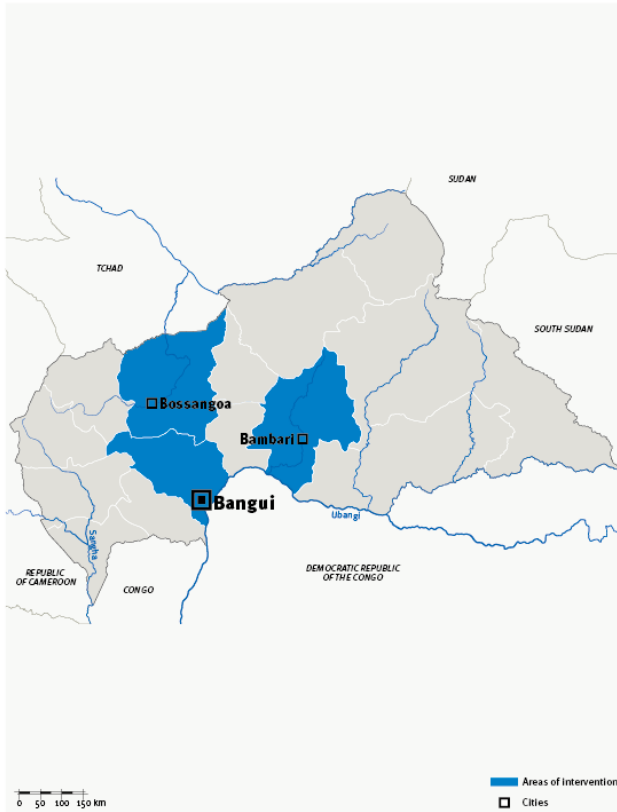 SUDAN
TCHAD
SOUTH SUDAN
Bossangoa
Bambari
Bangui
Ubangi
Sangha
REPUBLIC
OF CAMEROON
CONGO
DEMOCRATIC REPUBLIC
OF THE CONGO
0 50 100 150 km
Areas of intervention
Cities